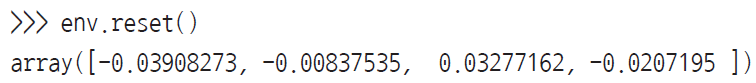 >>> env.reset()
array([-0.03908273, -0.00837535,  0.03277162, -0.0207195 ])